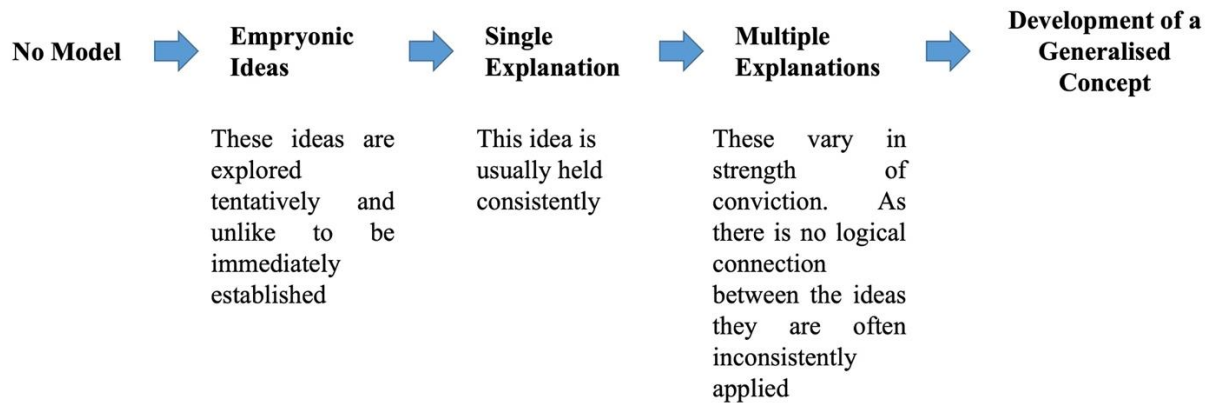 No Model
Empryonic
Ideas
Single
Explanation
Multiple
Explanations
Development of a
Generalised
Concept
These ideas are
explored
tentatively and
unlike to be
immediately
established
This idea is
usually held
consistently
These vary in
strength of
conviction. As
there is no logical
connection
between the ideas
they are often
inconsistently
applied